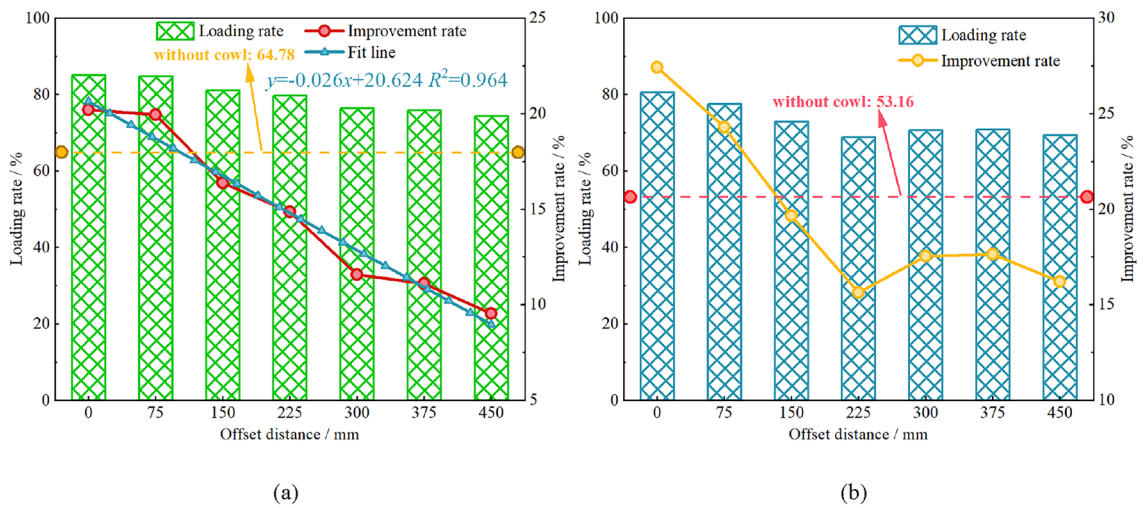 Loading rate
Improvement rate
Fit line
without cowl: 64.78
y=-0.026x+20.624 R²=0.964
100
80
60
40
20
0
Loading rate / %
25
20
15
10
5
Improvement rate / %
0 75 150 225 300 375 450
Offset distance / mm
(a)
Loading rate
Improvement rate
without cowl: 53.16
100
80
60
40
20
0
Loading rate / %
30
25
20
15
10
Improvement rate / %
0 75 150 225 300 375 450
Offset distance / mm
(b)